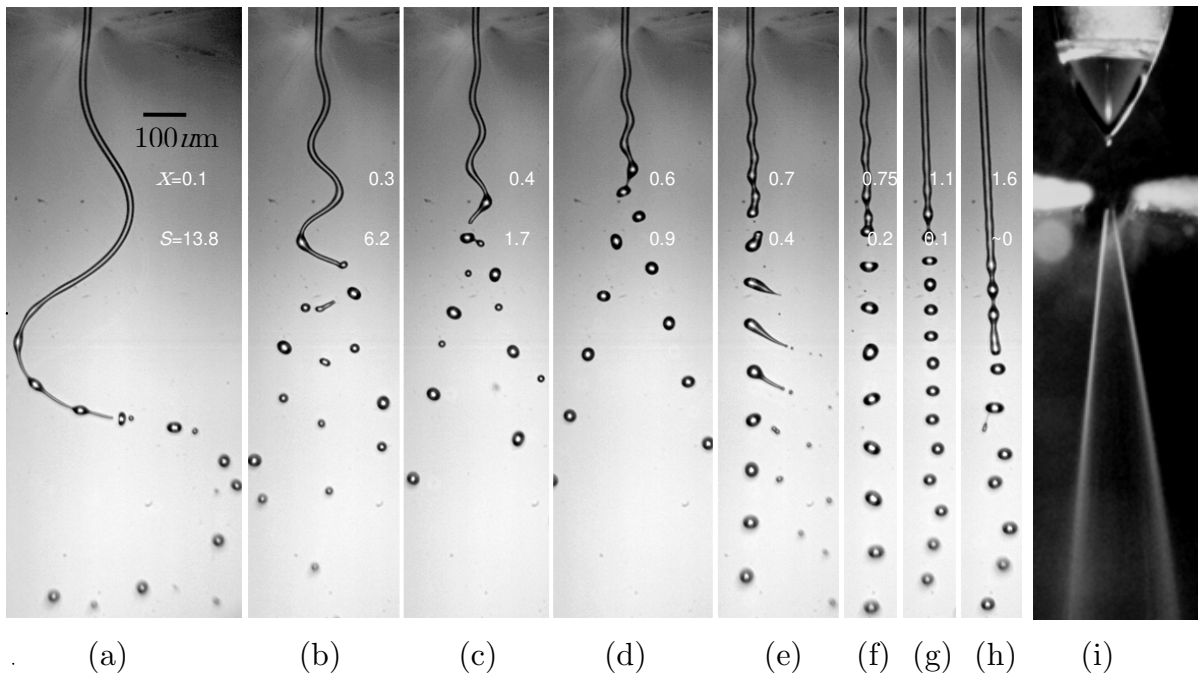 100um
X=0.1 0.3 0.4 0.6 0.7 0.75 1.1 1.6
S=13.8 6.2 1.7 0.9 0.4 0.2 0.1 ~0
(a) (b) (c) (d) (e) (f) (g) (h) (i)